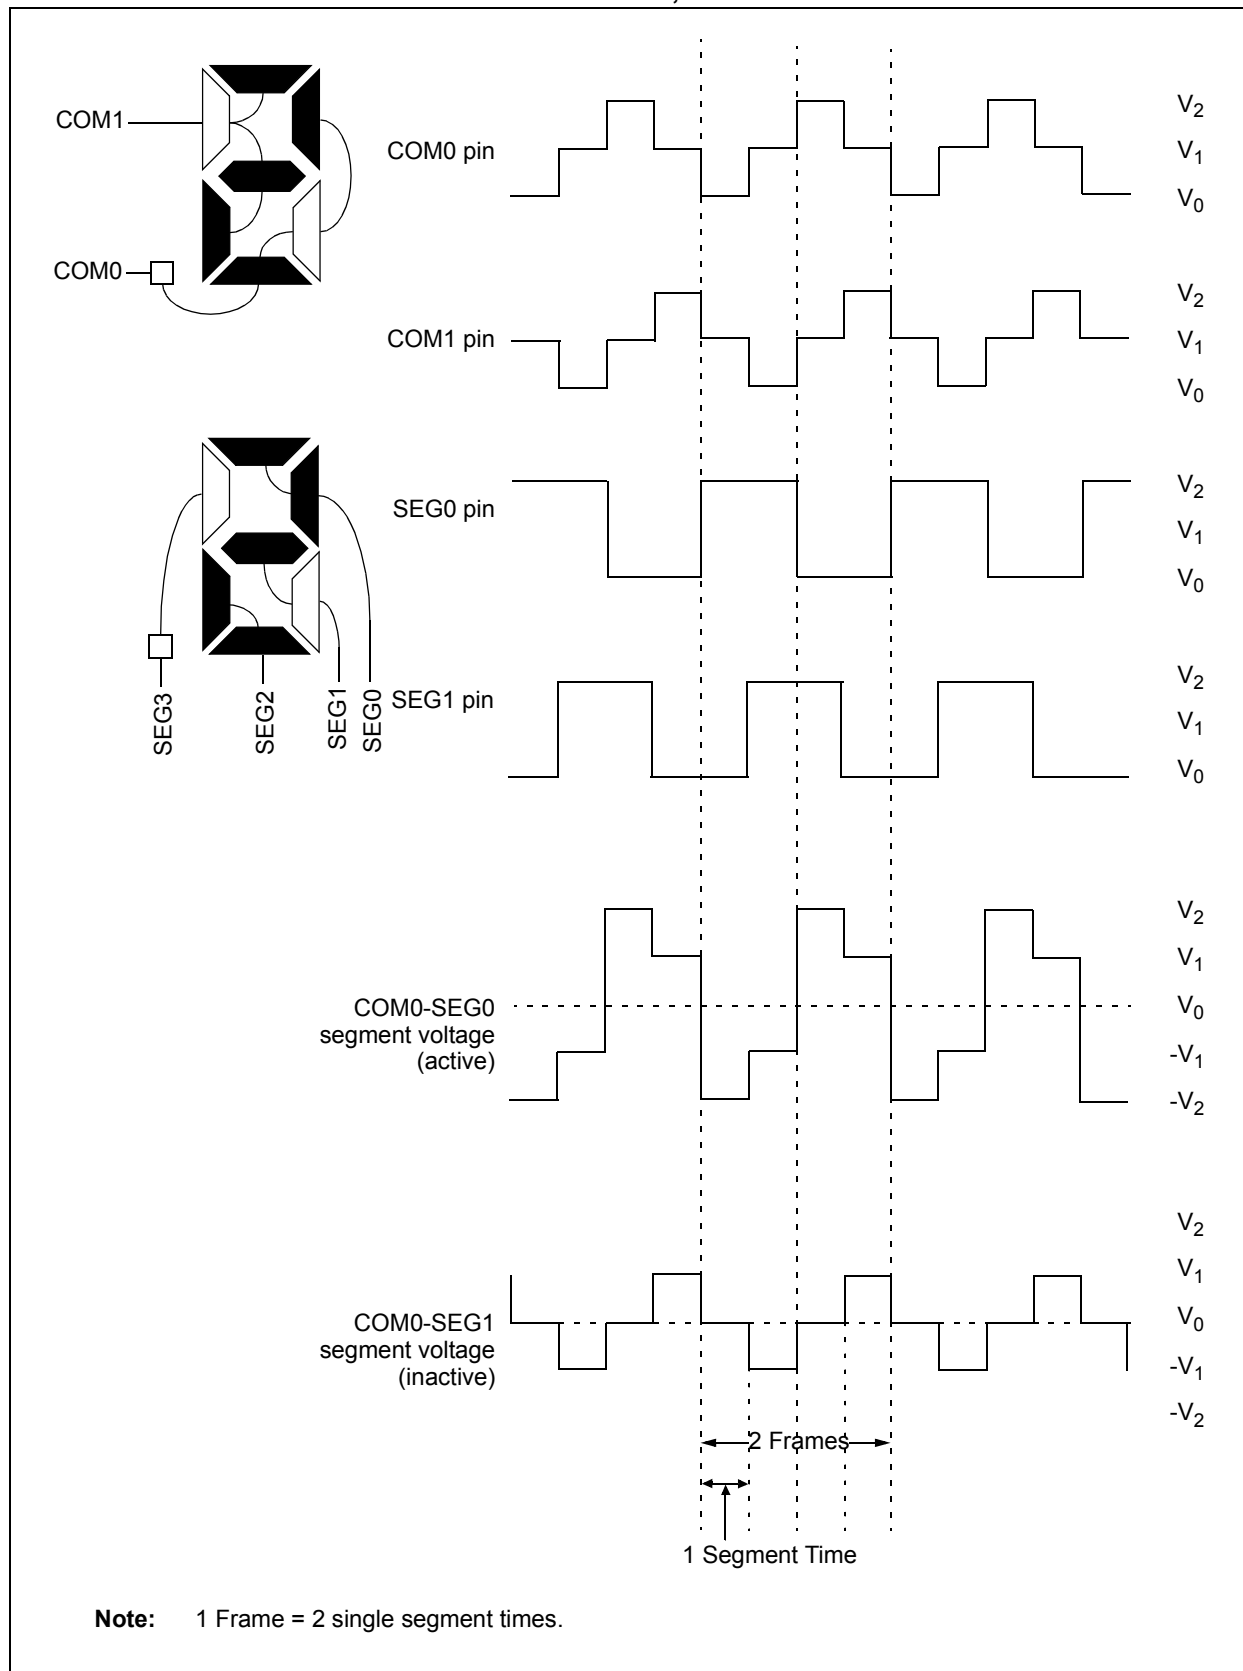 COM1
COM0
COM0 pin
V2
V1
V0
COM1 pin
V2
V1
V0
SEG0 pin
V2
V1
V0
SEG3
SEG2
SEG1
SEG0
SEG1 pin
V2
V1
V0
COM0-SEG0
segment voltage
(active)
V2
V1
V0
-V1
-V2
COM0-SEG1
segment voltage
(inactive)
V2
V1
V0
-V1
-V2
2 Frames
1 Segment Time
Note: 1 Frame = 2 single segment times.